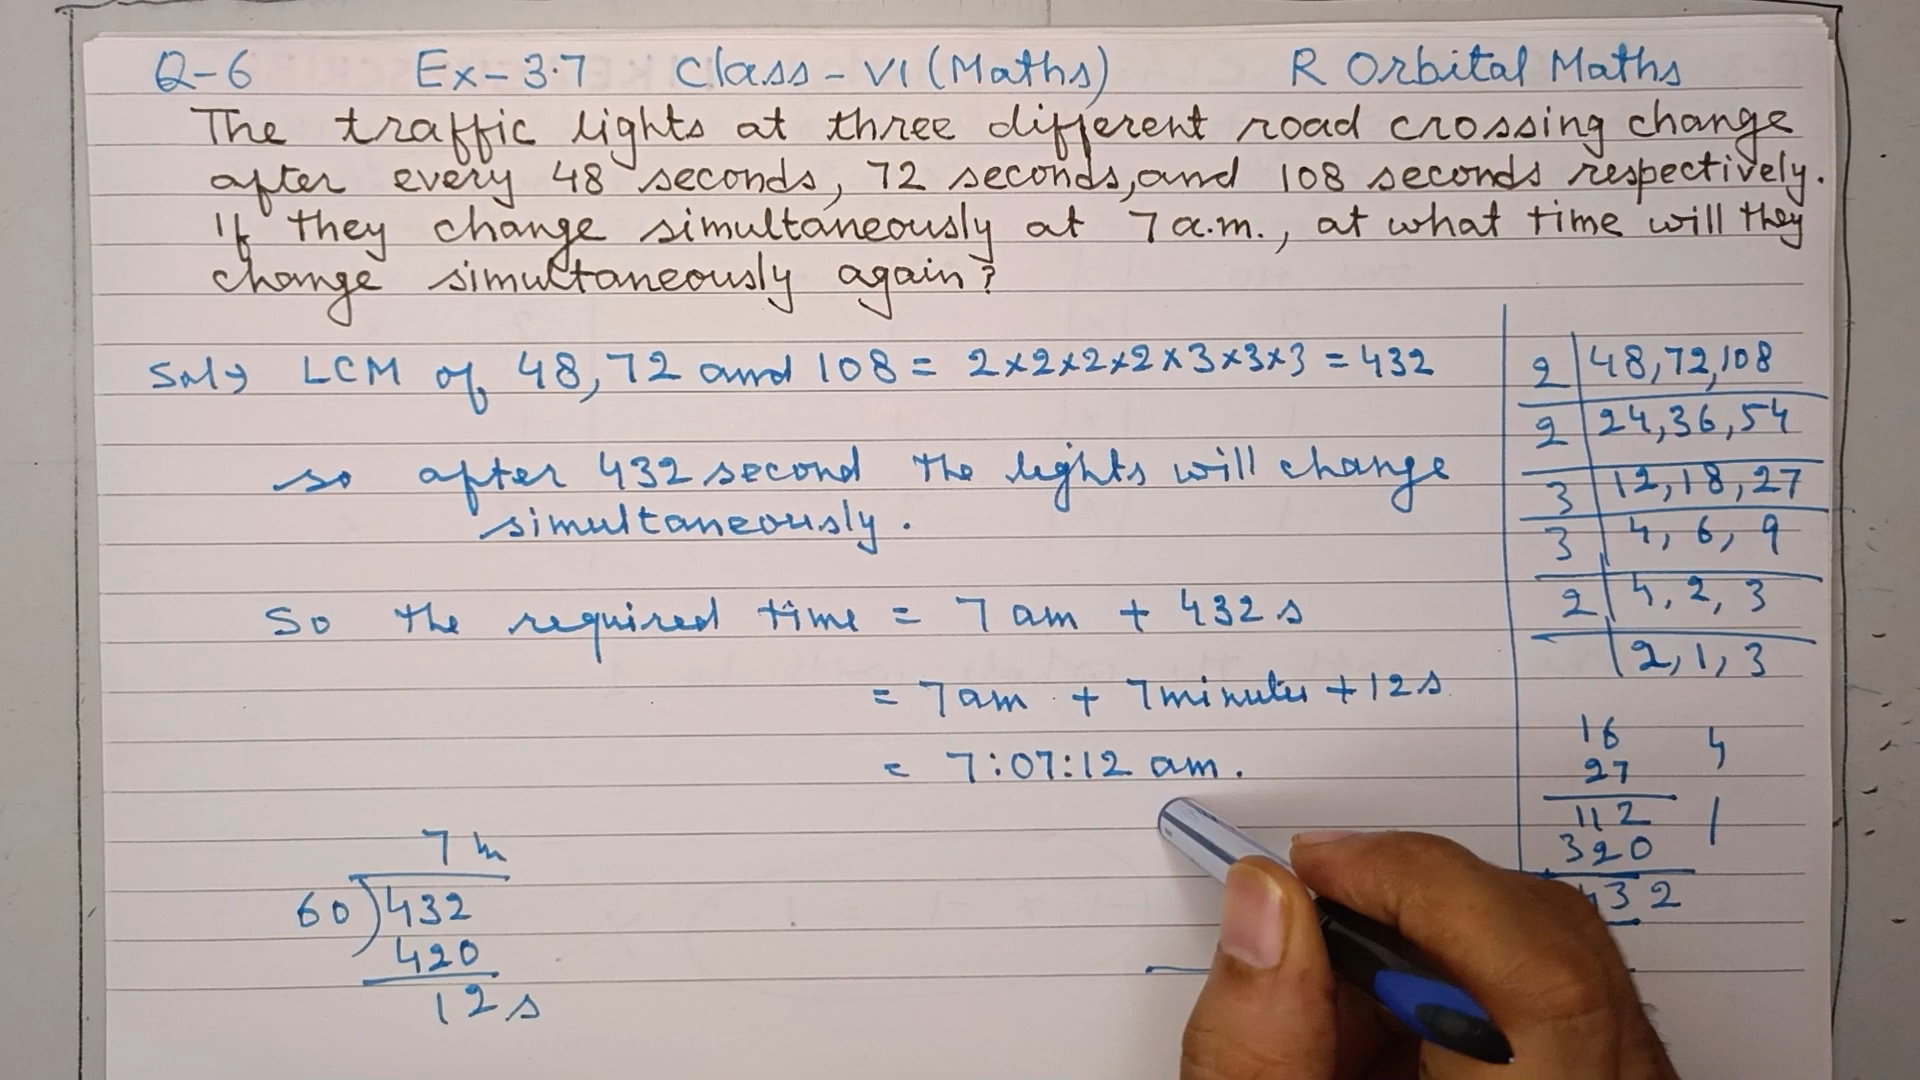 Q-6 Ex-3.7 Class-VI (Maths) R Orbital Maths
The traffic lights at three different road crossing change
after every 48 seconds, 72 seconds, and 108 seconds respectively.
If they change simultaneously at 7 a.m., at what time will they
change simultaneously again?
LCM of 48, 72 and 108 = 2×2×2×2×3×3×3 = 432
so after 432 second the lights will change
simultaneously.
So the required time = 7 am + 432 s
= 7am + 7 minutes + 12 s
= 7:07:12 am.
7 m
60)432
420
12 s
2 | 48, 72, 108
2 | 24, 36, 54
3 | 12, 18, 27
3 | 4, 6, 9
2 | 4, 2, 3
| 2, 1, 3
16 4
27
112 1
320
432